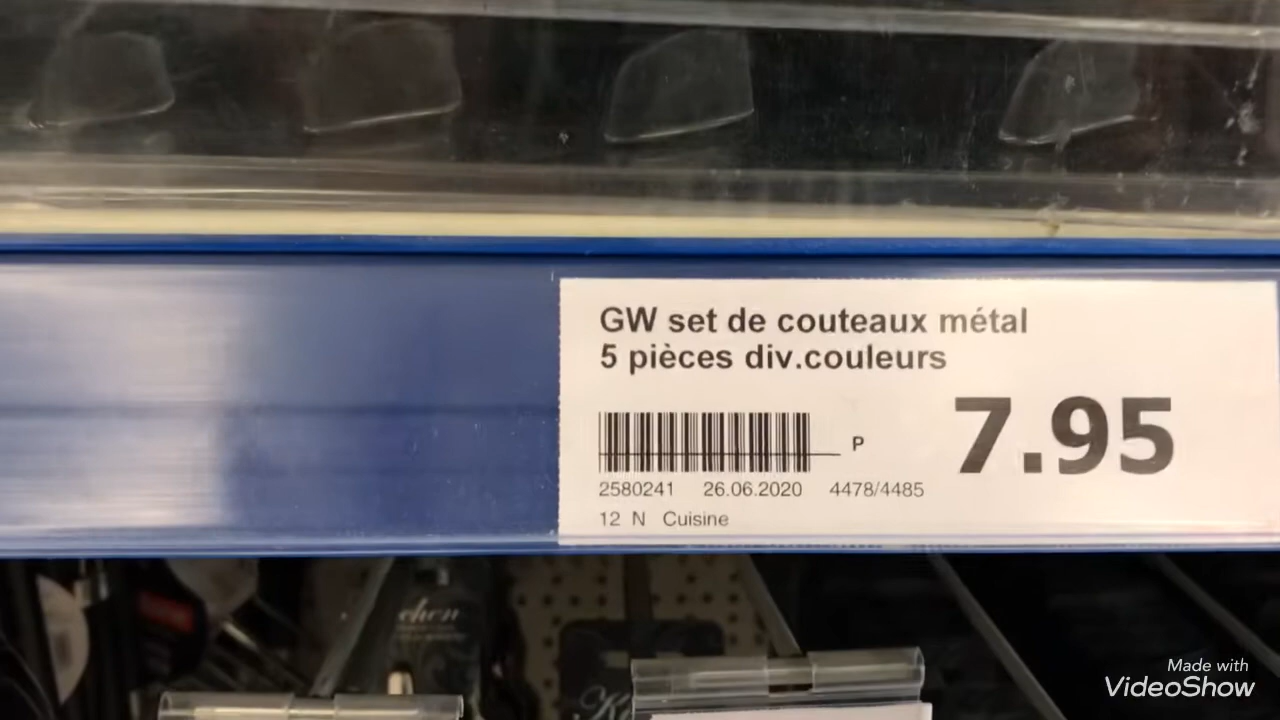 GW set de couteaux métal
5 pièces div.couleurs
P
7.95
2580241 26.06.2020 4478/4485
12 N Cuisine
Made with
VideoShow